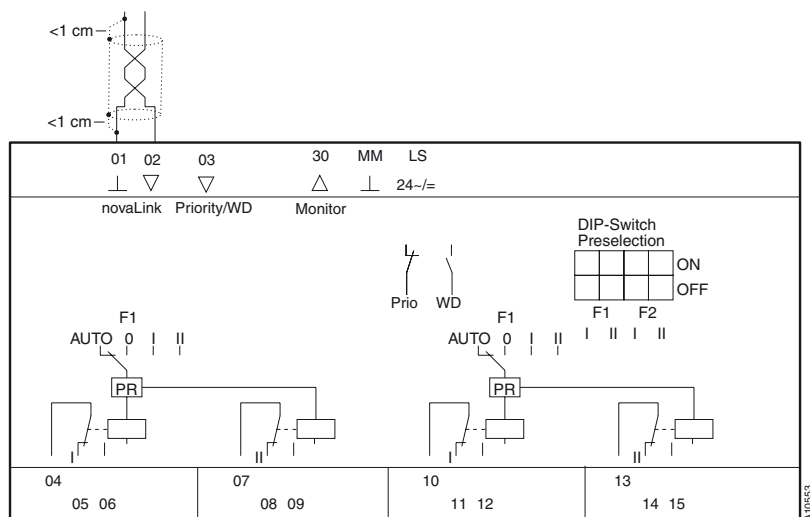 <1 cm
<1 cm
01 02 03 30 MM LS
24~/=
novaLink Priority/WD Monitor
DIP-Switch
Preselection
ON
OFF
Prio WD
F1 F2
I II I II
F1 F1
AUTO 0 I II AUTO 0 I II
PR PR
I I II I I I II I
04 07 10 13
05 06 08 09 11 12 14 15